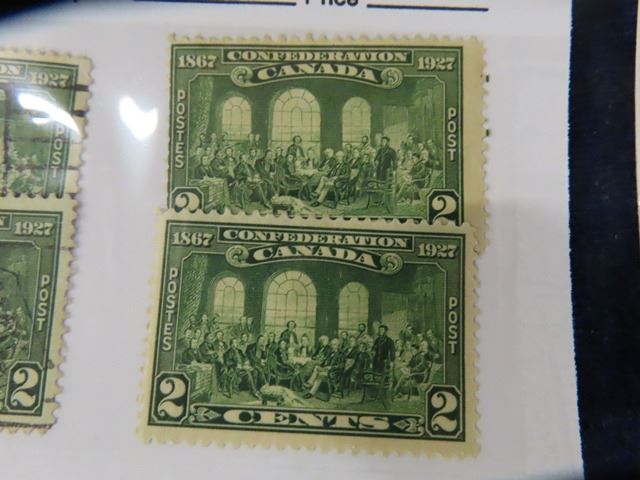 Price
1867 CONFEDERATION 1927
CANADA
POSTES
POST
2 2
1867 CONFEDERATION 1927
CANADA
POSTES
POST
2 CENTS 2
1927
POST
1927
POST
2